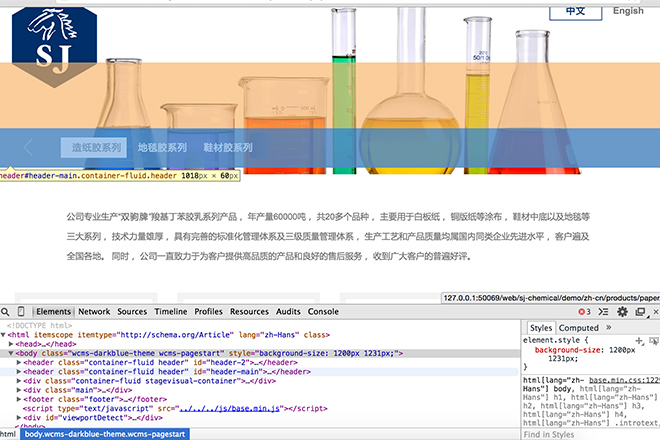 SJ
中文
Engish
50/1
造纸胶系列 地毯胶系列 鞋材胶系列
header#header-main.container-fluid.header 1018px × 60px
公司专业生产“双驹牌”羧基丁苯胶乳系列产品，年产量60000吨，共20多个品种，主要用于白板纸，铜版纸等涂布，鞋材中底以及地毯等
三大系列，技术力量雄厚，具有完善的标准化管理体系及三级质量管理体系，生产工艺和产品质量均属国内同类企业先进水平，客户遍及
全国各地。 同时，公司一直致力于为客户提供高品质的产品和良好的售后服务，收到广大客户的普遍好评。
127.0.0.1:50069/web/sj-chemical/demo/zh-cn/products/paper
Elements Network Sources Timeline Profiles Resources Audits Console
3
<!DOCTYPE html>
<html itemscope itemtype="http://schema.org/Article" lang="zh-Hans" class>
<head>…</head>
<body class="wcms-darkblue-theme wcms-pagestart" style="background-size: 1200px 1231px;">
<header class="container-fluid header" id="header-2">…</header>
<header class="container-fluid header" id="header-main">…</header>
<div class="container-fluid stagevisual-container">…</div>
<div class="main">…</div>
<footer class="footer">…</footer>
<script type="text/javascript" src="../../../js/base.min.js"></script>
<div id="viewportDetect">…</div>
html body.wcms-darkblue-theme.wcms-pagestart
Styles Computed »
element.style {
background-size: 1200px
1231px;
}
html[lang="zh- base.min.css:122
Hans"] body, html[lang="zh-
Hans"] h1, html[lang="zh-Hans"]
h2, html[lang="zh-Hans"] h3,
html[lang="zh-Hans"] h4,
html[lang="zh-Hans"] .introtext,
Find in Styles